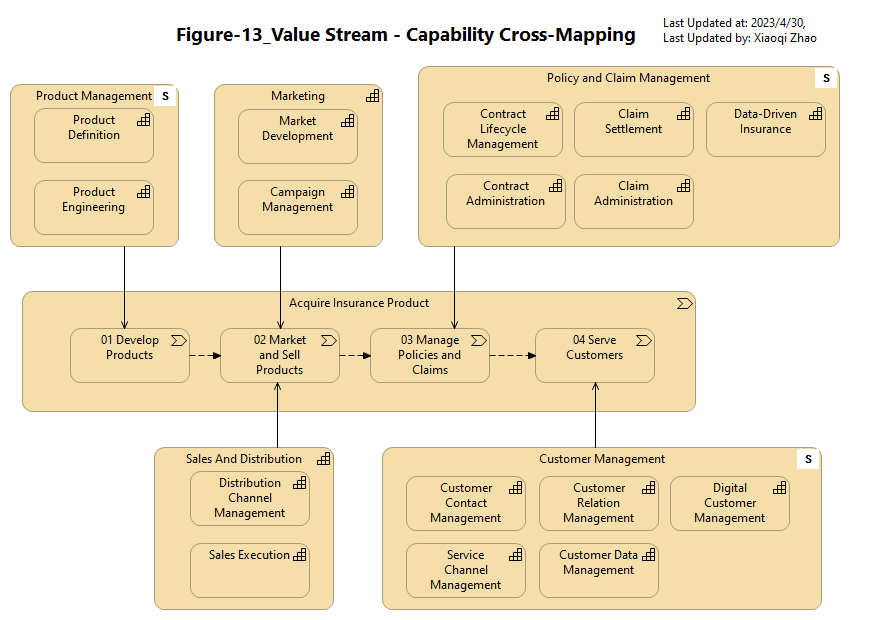 Figure-13_Value Stream - Capability Cross-Mapping
Last Updated at: 2023/4/30,
Last Updated by: Xiaoqi Zhao
Product Management
S
Product
Definition
Product
Engineering
Marketing
Market
Development
Campaign
Management
Policy and Claim Management
S
Contract
Lifecycle
Management
Claim
Settlement
Data-Driven
Insurance
Contract
Administration
Claim
Administration
Acquire Insurance Product
01 Develop
Products
02 Market
and Sell
Products
03 Manage
Policies and
Claims
04 Serve
Customers
Sales And Distribution
Distribution
Channel
Management
Sales Execution
Customer Management
S
Customer
Contact
Management
Customer
Relation
Management
Digital
Customer
Management
Service
Channel
Management
Customer Data
Management